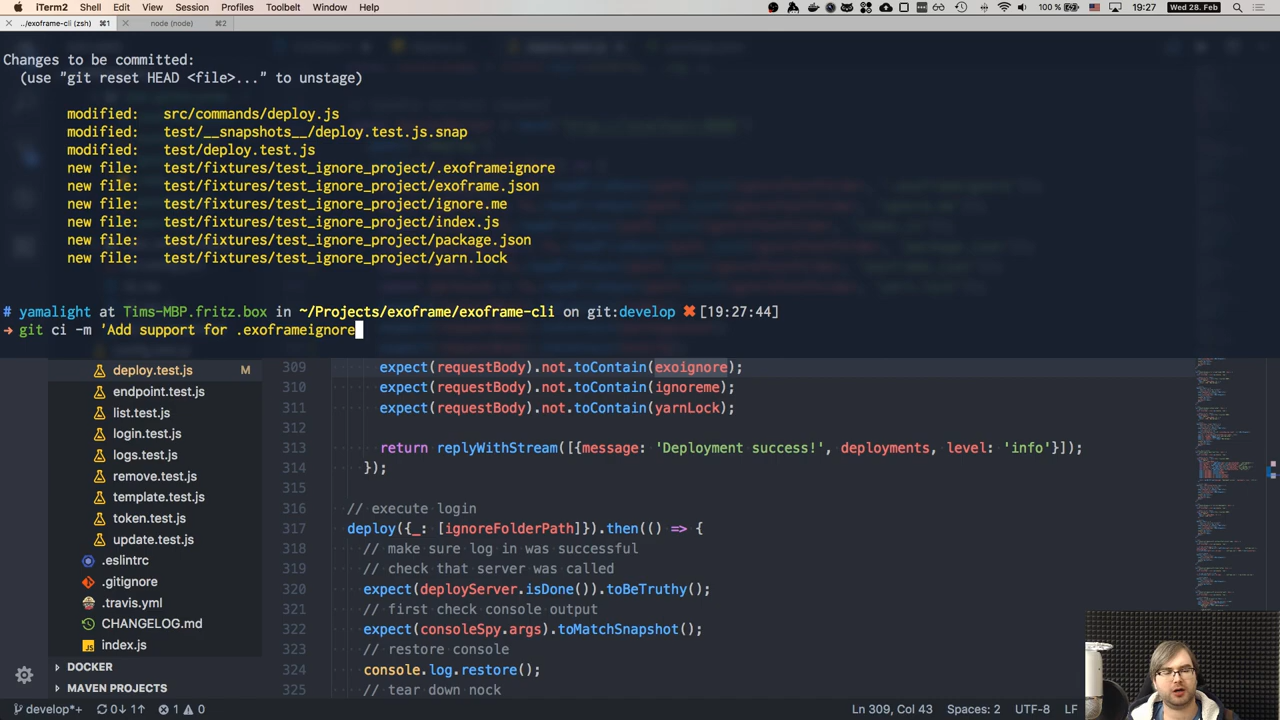 iTerm2 Shell Edit View Session Profiles Toolbelt Window Help 100 % 19:27 Wed 28. Feb
../exoframe-cli (zsh) ⌘1 node (node) ⌘2
Changes to be committed:
(use "git reset HEAD <file>..." to unstage)
modified: src/commands/deploy.js
modified: test/__snapshots__/deploy.test.js.snap
modified: test/deploy.test.js
new file: test/fixtures/test_ignore_project/.exoframeignore
new file: test/fixtures/test_ignore_project/exoframe.json
new file: test/fixtures/test_ignore_project/ignore.me
new file: test/fixtures/test_ignore_project/index.js
new file: test/fixtures/test_ignore_project/package.json
new file: test/fixtures/test_ignore_project/yarn.lock
# yamalight at Tims-MBP.fritz.box in ~/Projects/exoframe/exoframe-cli on git:develop ✖ [19:27:44]
→ git ci -m 'Add support for .exoframeignore
deploy.test.js M
endpoint.test.js
list.test.js
login.test.js
logs.test.js
remove.test.js
template.test.js
token.test.js
update.test.js
.eslintrc
.gitignore
.travis.yml
CHANGELOG.md
index.js
DOCKER
MAVEN PROJECTS
309 expect(requestBody).not.toContain(exoignore);
310 expect(requestBody).not.toContain(ignoreme);
311 expect(requestBody).not.toContain(yarnLock);
312
313 return replyWithStream([{message: 'Deployment success!', deployments, level: 'info'}]);
314 });
315
316 // execute login
317 deploy({_: [ignoreFolderPath]}).then(() => {
318 // make sure log in was successful
319 // check that server was called
320 expect(deployServer.isDone()).toBeTruthy();
321 // first check console output
322 expect(consoleSpy.args).toMatchSnapshot();
323 // restore console
324 console.log.restore();
325 // tear down nock
develop*+ 0↓ 1↑ 1 0 Ln 309, Col 43 Spaces: 2 UTF-8 LF